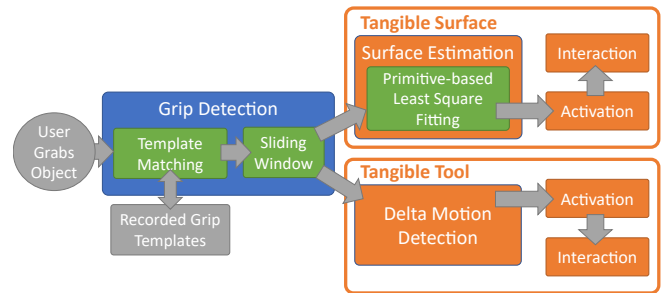 User
Grabs
Object
Grip Detection
Template
Matching
Sliding
Window
Recorded Grip
Templates
Tangible Surface
Surface Estimation
Primitive-based
Least Square
Fitting
Interaction
Activation
Tangible Tool
Delta Motion
Detection
Activation
Interaction